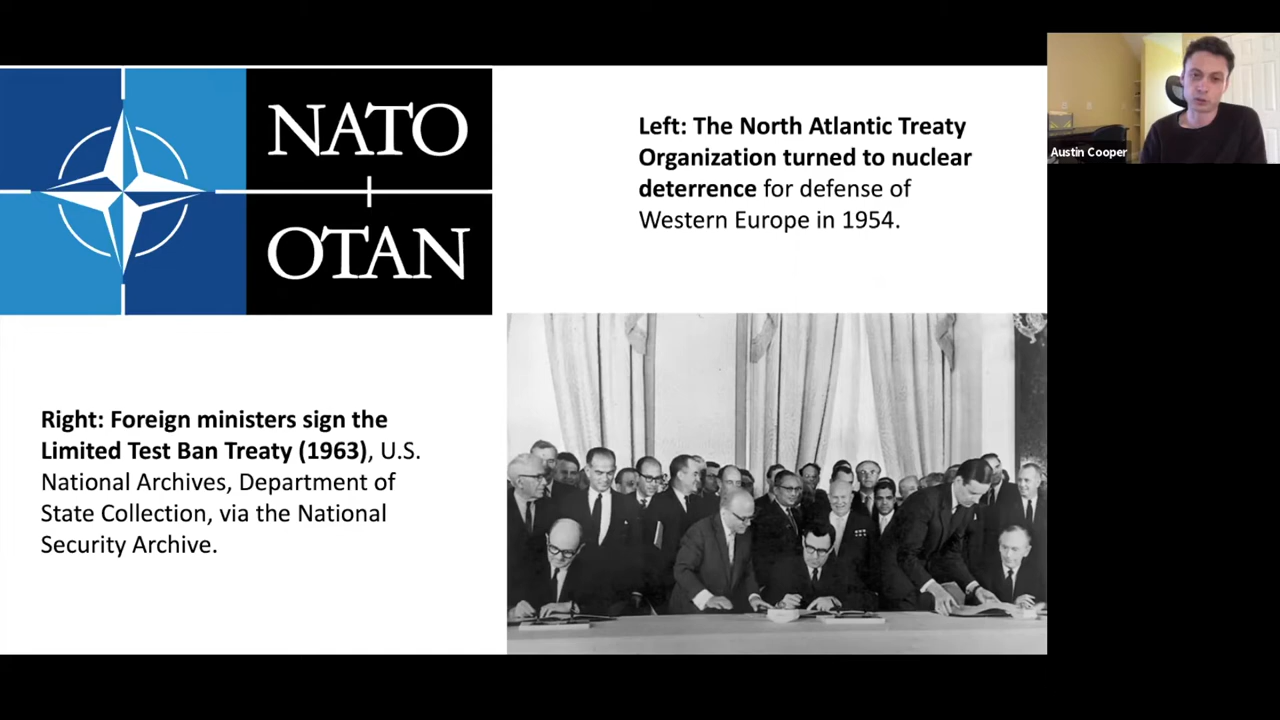 NATO
OTAN
Left: The North Atlantic Treaty
Organization turned to nuclear
deterrence for defense of
Western Europe in 1954.
Austin Cooper
Right: Foreign ministers sign the
Limited Test Ban Treaty (1963), U.S.
National Archives, Department of
State Collection, via the National
Security Archive.